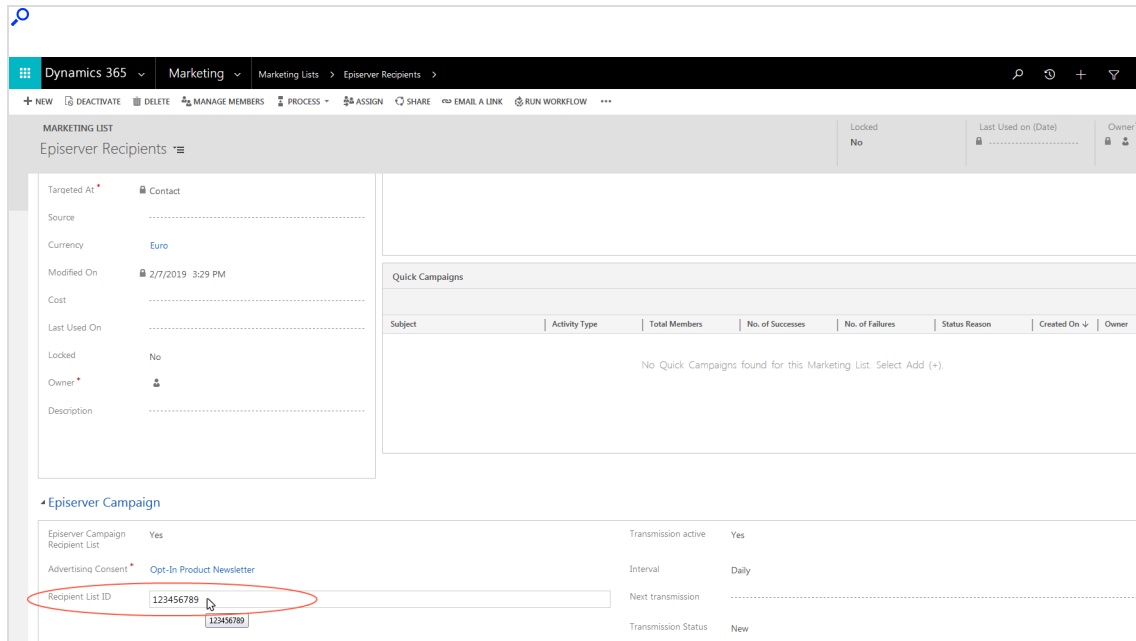 Dynamics 365 Marketing Marketing Lists > Episerver Recipients >
NEW DEACTIVATE DELETE MANAGE MEMBERS PROCESS ASSIGN SHARE EMAIL A LINK RUN WORKFLOW •••
MARKETING LIST
Episerver Recipients
Locked
No
Last Used on (Date)
Owner
Targeted At * Contact
Source
Currency Euro
Modified On 2/7/2019 3:29 PM
Cost
Last Used On
Locked No
Owner *
Description
Quick Campaigns
Subject Activity Type Total Members No. of Successes No. of Failures Status Reason Created On ↓ Owner
No Quick Campaigns found for this Marketing List. Select Add (+).
Episerver Campaign
Episerver Campaign Recipient List Yes
Advertising Consent * Opt-In Product Newsletter
Recipient List ID 123456789
123456789
Transmission active Yes
Interval Daily
Next transmission
Transmission Status New